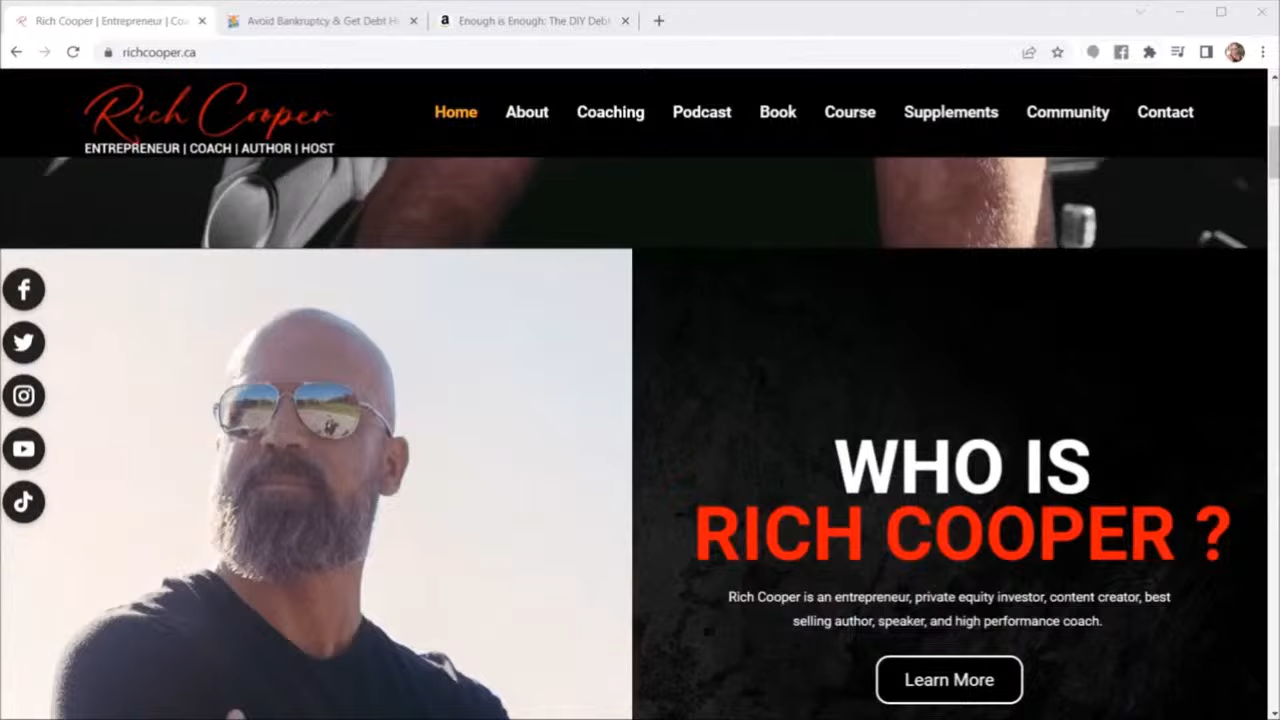 Rich Cooper | Entrepreneur | Coa
Avoid Bankruptcy & Get Debt H
Enough is Enough: The DIY Debt
richcooper.ca
Rich Cooper
ENTREPRENEUR | COACH | AUTHOR | HOST
Home About Coaching Podcast Book Course Supplements Community Contact
WHO IS
RICH COOPER ?
Rich Cooper is an entrepreneur, private equity investor, content creator, best
selling author, speaker, and high performance coach.
Learn More